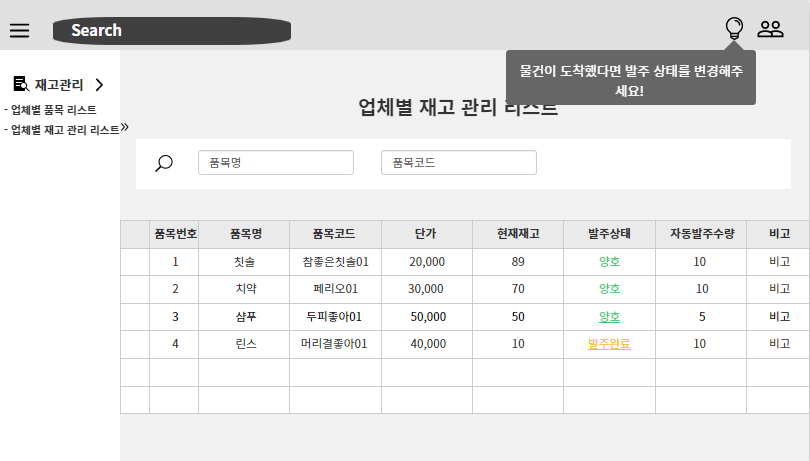 Search
물건이 도착했다면 발주 상태를 변경해주
세요!
재고관리
- 업체별 품목 리스트
- 업체별 재고 관리 리스트
업체별 재고 관리 리스트
품목명 품목코드
품목번호 품목명 품목코드 단가 현재재고 발주상태 자동발주수량 비고
1 칫솔 참좋은칫솔01 20,000 89 양호 10 비고
2 치약 페리오01 30,000 70 양호 10 비고
3 샴푸 두피좋아01 50,000 50 양호 5 비고
4 린스 머리결좋아01 40,000 10 발주완료 10 비고